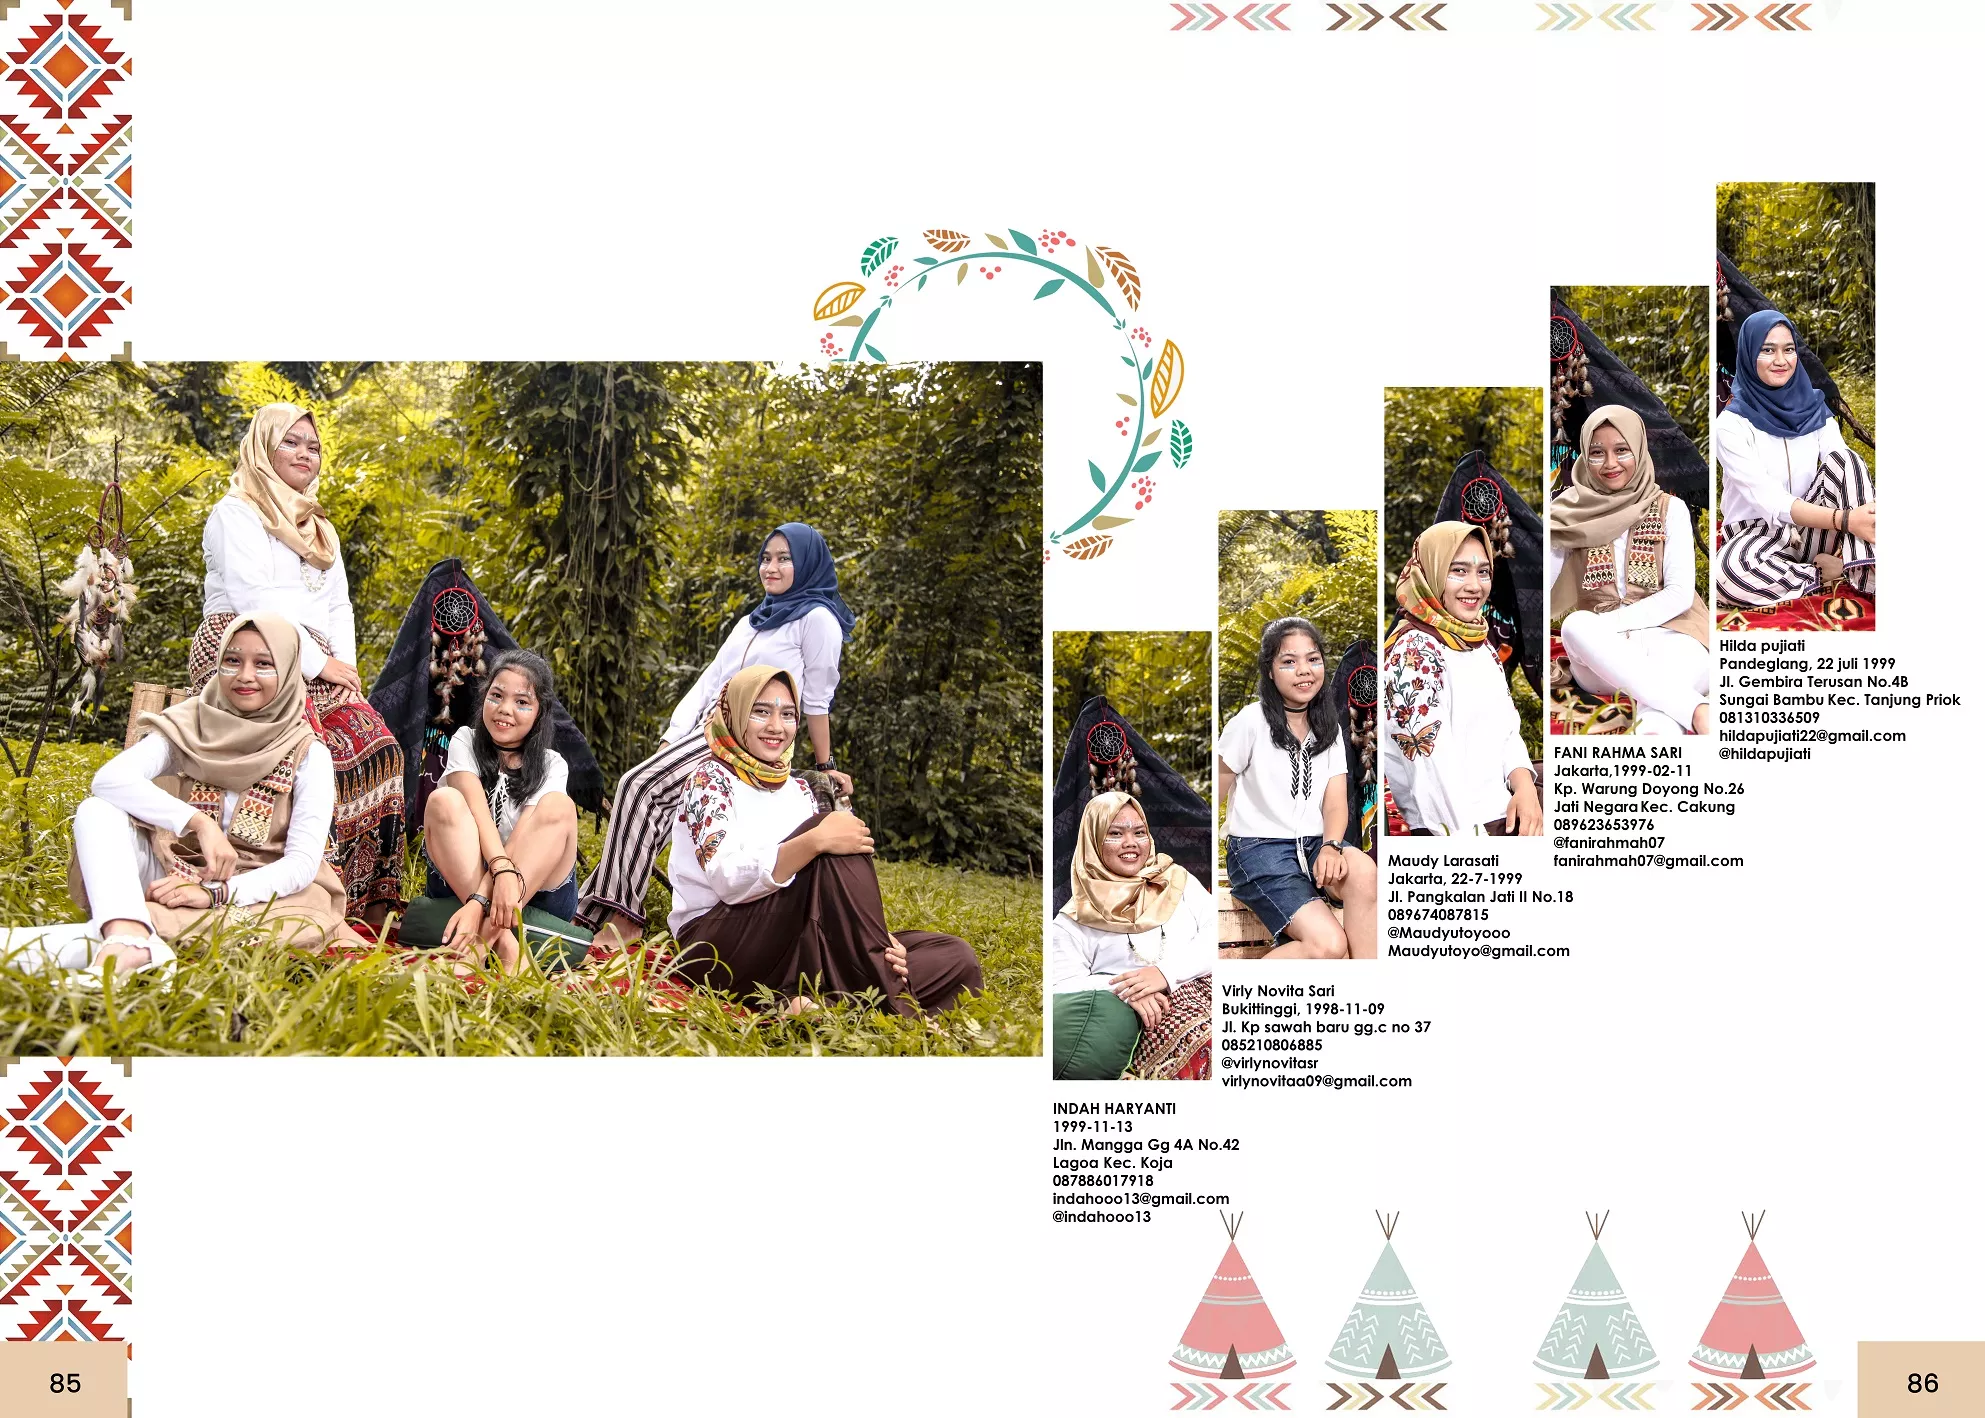 Hilda pujiati
Pandeglang, 22 juli 1999
Jl. Gembira Terusan No.4B
Sungai Bambu Kec. Tanjung Priok
081310336509
hildapujiati22@gmail.com
@hildapujiati
FANI RAHMA SARI
Jakarta,1999-02-11
Kp. Warung Doyong No.26
Jati Negara Kec. Cakung
089623653976
@fanirahmah07
fanirahmah07@gmail.com
Maudy Larasati
Jakarta, 22-7-1999
Jl. Pangkalan Jati II No.18
089674087815
@Maudyutoyooo
Maudyutoyo@gmail.com
Virly Novita Sari
Bukittinggi, 1998-11-09
Jl. Kp sawah baru gg.c no 37
085210806885
@virlynovitasr
virlynovitaa09@gmail.com
INDAH HARYANTI
1999-11-13
Jln. Mangga Gg 4A No.42
Lagoa Kec. Koja
087886017918
indahooo13@gmail.com
@indahooo13
85
86